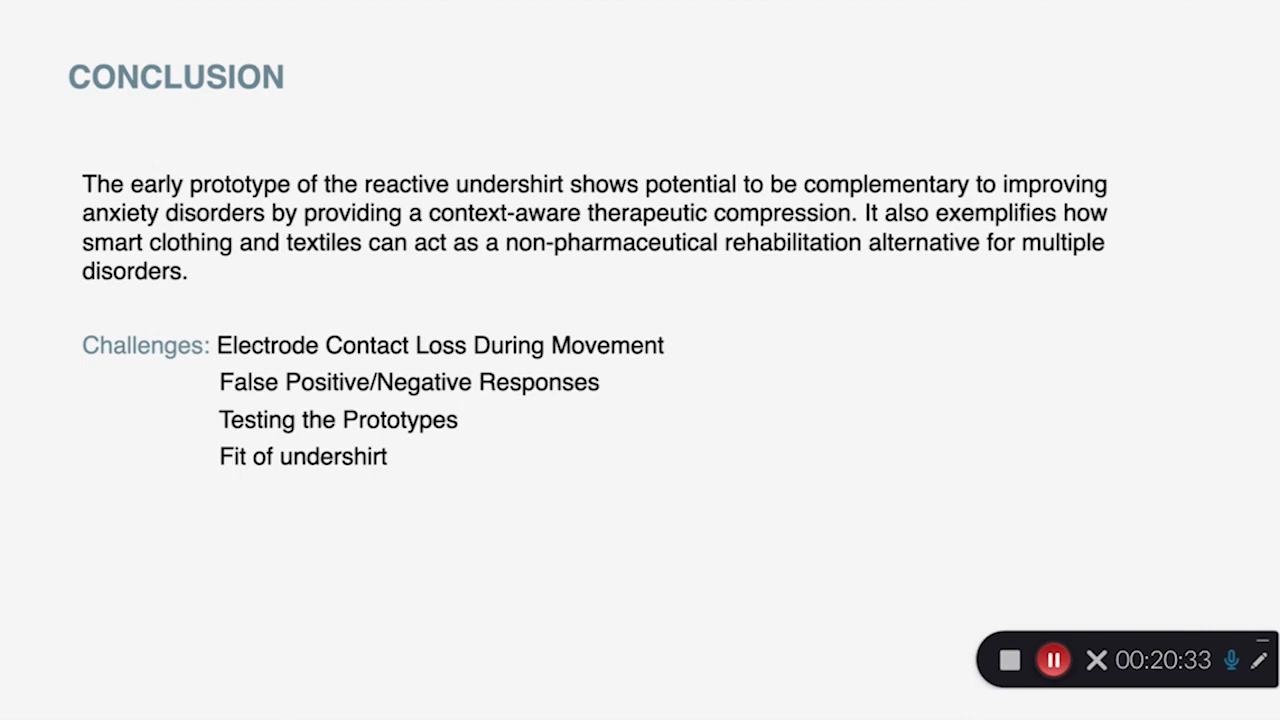 CONCLUSION
The early prototype of the reactive undershirt shows potential to be complementary to improving
anxiety disorders by providing a context-aware therapeutic compression. It also exemplifies how
smart clothing and textiles can act as a non-pharmaceutical rehabilitation alternative for multiple
disorders.
Challenges: Electrode Contact Loss During Movement
False Positive/Negative Responses
Testing the Prototypes
Fit of undershirt
00:20:33